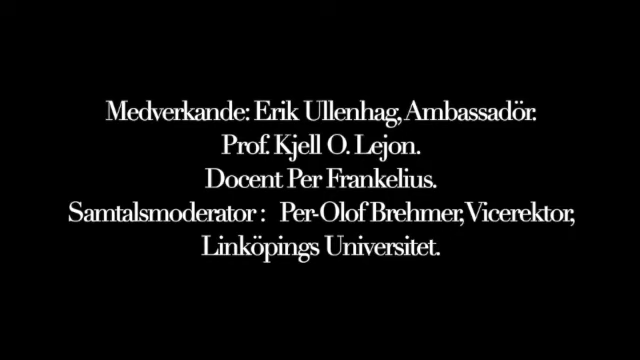 Medverkande: Erik Ullenhag, Ambassadör.
Prof. Kjell O. Lejon.
Docent Per Frankelius.
Samtalsmoderator : Per-Olof Brehmer, Vicerektor,
Linköpings Universitet.